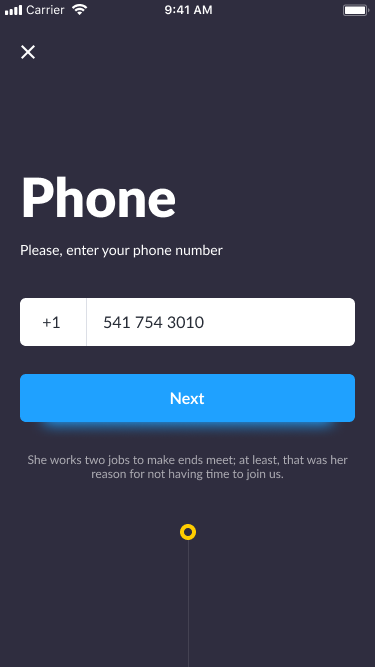 Carrier 9:41 AM
Phone
Please, enter your phone number
+1 541 754 3010
Next
She works two jobs to make ends meet; at least, that was her
reason for not having time to join us.